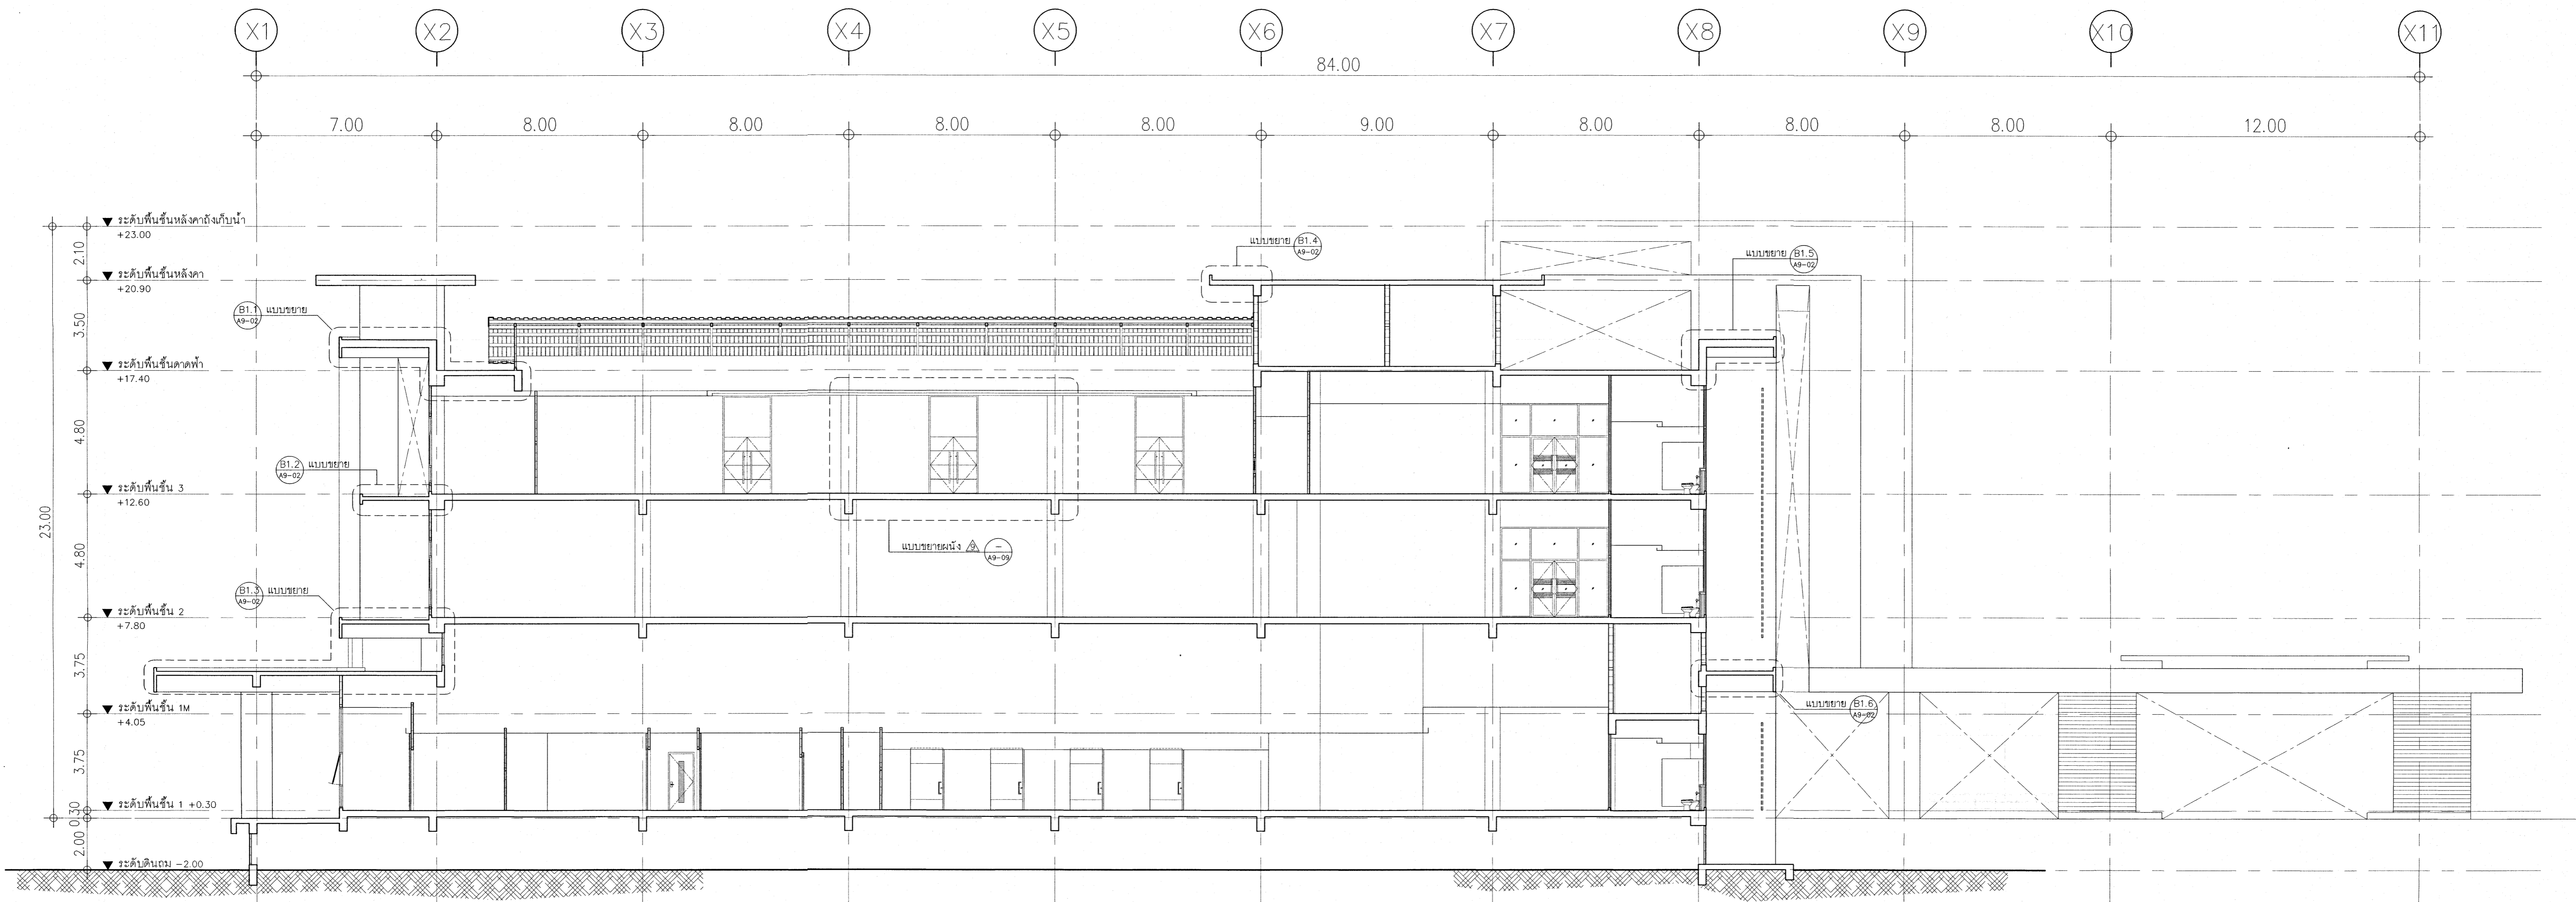 X1 X2 X3 X4 X5 X6 X7 X8 X9 X10 X11
84.00
7.00 8.00 8.00 8.00 8.00 9.00 8.00 8.00 8.00 12.00
ระดับพื้นชั้นหลังคาถังเก็บน้ำ
+23.00
2.10
แบบขยาย B1.4
A9-02
แบบขยาย B1.5
A9-02
ระดับพื้นชั้นหลังคา
+20.90
B1.1 แบบขยาย
A9-02
3.50
ระดับพื้นชั้นดาดฟ้า
+17.40
4.80
B1.2 แบบขยาย
A9-02
ระดับพื้นชั้น 3
+12.60
23.00
4.80
แบบขยายผนัง 9 –
A9-09
B1.3 แบบขยาย
A9-02
ระดับพื้นชั้น 2
+7.80
3.75
ระดับพื้นชั้น 1M
+4.05
แบบขยาย B1.6
A9-02
3.75
ระดับพื้นชั้น 1 +0.30
0.30
2.00
ระดับดินถม -2.00